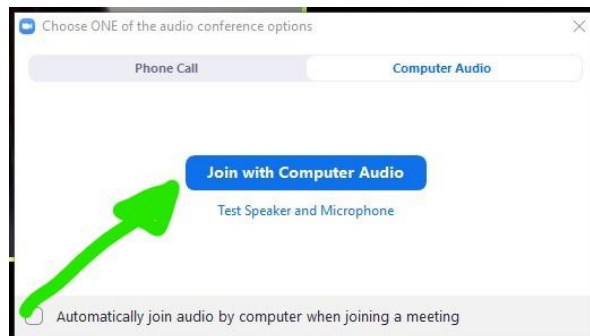 Choose ONE of the audio conference options
Phone Call
Computer Audio
Join with Computer Audio
Test Speaker and Microphone
Automatically join audio by computer when joining a meeting